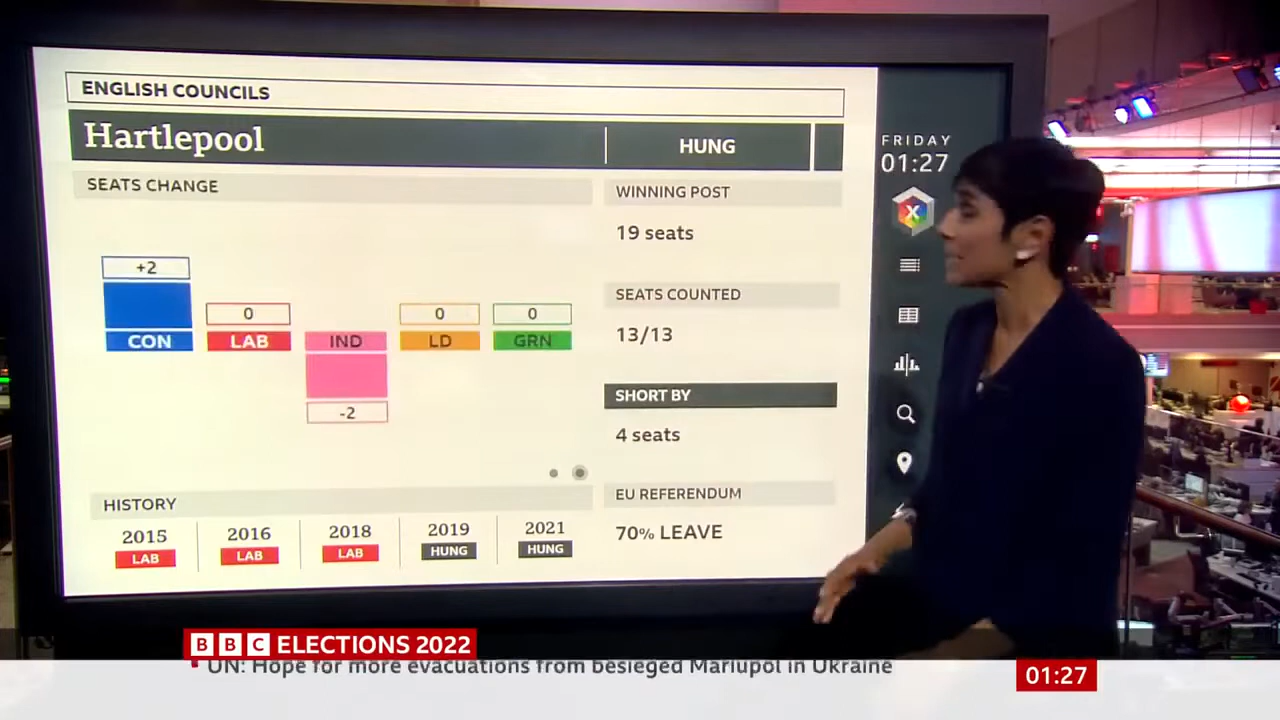 ENGLISH COUNCILS
Hartlepool HUNG
SEATS CHANGE
+2 0 0 0
CON LAB IND LD GRN
-2
HISTORY
2015 2016 2018 2019 2021
LAB LAB LAB HUNG HUNG
WINNING POST
19 seats
SEATS COUNTED
13/13
SHORT BY
4 seats
EU REFERENDUM
70% LEAVE
FRIDAY
01:27
X
BBC ELECTIONS 2022
UN: Hope for more evacuations from besieged Mariupol in Ukraine
01:27